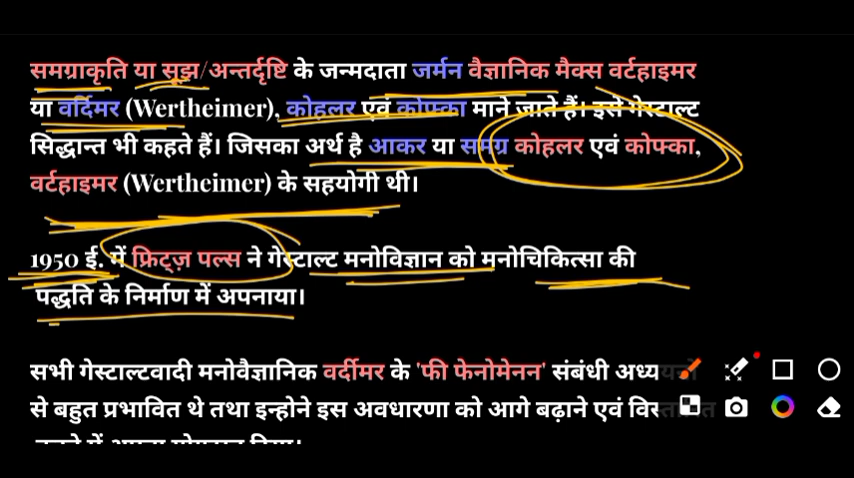 समग्राकृति या सूझ/अन्तर्दृष्टि के जन्मदाता जर्मन वैज्ञानिक मैक्स वर्टहाइमर
या वर्दिमर (Wertheimer), कोहलर एवं कोफ्का माने जाते हैं। इसे गेस्टाल्ट
सिद्धान्त भी कहते हैं। जिसका अर्थ है आकर या समग्र कोहलर एवं कोफ्का,
वर्टहाइमर (Wertheimer) के सहयोगी थी।
1950 ई. में फ्रिट्ज़ पर्ल्स ने गेस्टाल्ट मनोविज्ञान को मनोचिकित्सा की
पद्धति के निर्माण में अपनाया।
सभी गेस्टाल्टवादी मनोवैज्ञानिक वर्दीमर के 'फी फेनोमेनन' संबंधी अध्ययनों
से बहुत प्रभावित थे तथा इन्होने इस अवधारणा को आगे बढ़ाने एवं